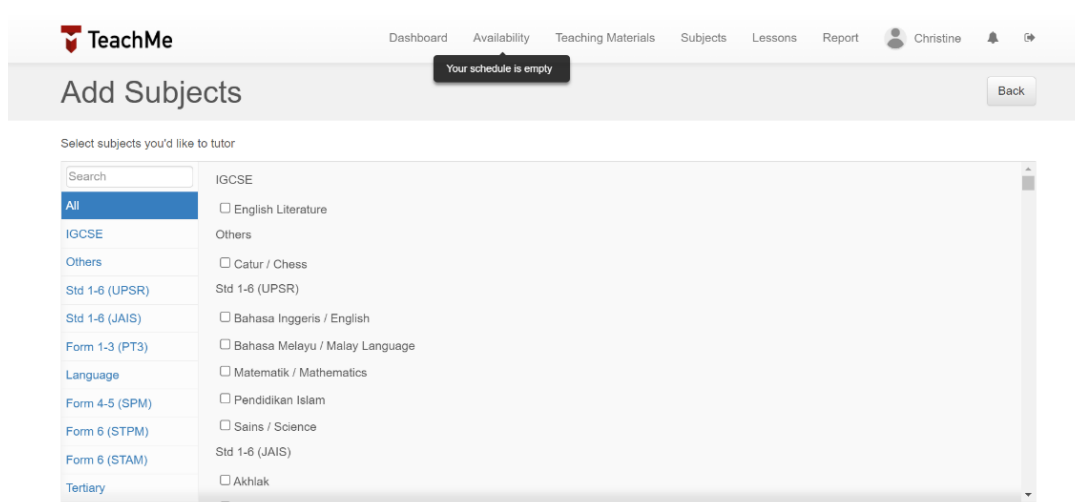 TeachMe
Dashboard Availability Teaching Materials Subjects Lessons Report Christine
Your schedule is empty
Add Subjects
Back
Select subjects you'd like to tutor
Search
All
IGCSE
Others
Std 1-6 (UPSR)
Std 1-6 (JAIS)
Form 1-3 (PT3)
Language
Form 4-5 (SPM)
Form 6 (STPM)
Form 6 (STAM)
Tertiary
IGCSE
English Literature
Others
Catur / Chess
Std 1-6 (UPSR)
Bahasa Inggeris / English
Bahasa Melayu / Malay Language
Matematik / Mathematics
Pendidikan Islam
Sains / Science
Std 1-6 (JAIS)
Akhlak